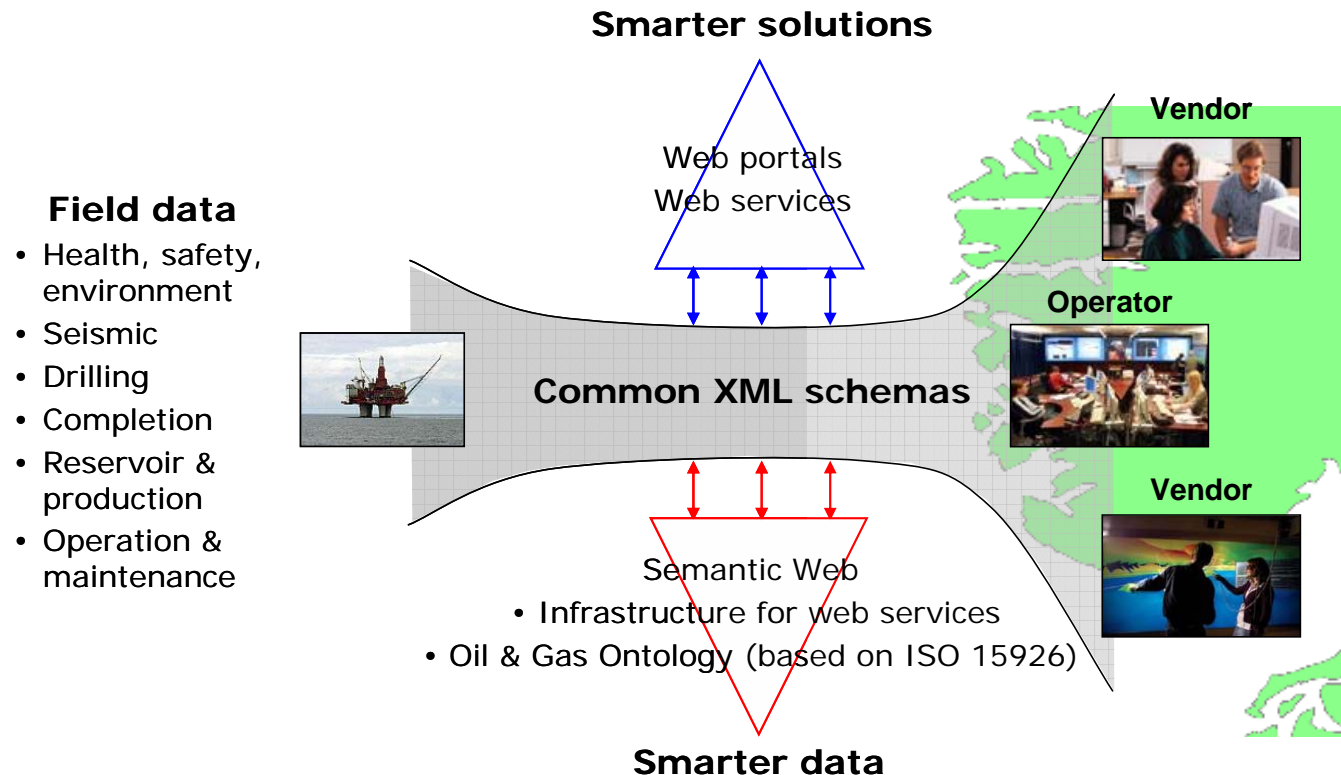 Smarter solutions
Web portals
Web services
Field data
• Health, safety,
environment
• Seismic
• Drilling
• Completion
• Reservoir &
production
• Operation &
maintenance
Common XML schemas
Vendor
Operator
Vendor
Semantic Web
• Infrastructure for web services
• Oil & Gas Ontology (based on ISO 15926)
Smarter data